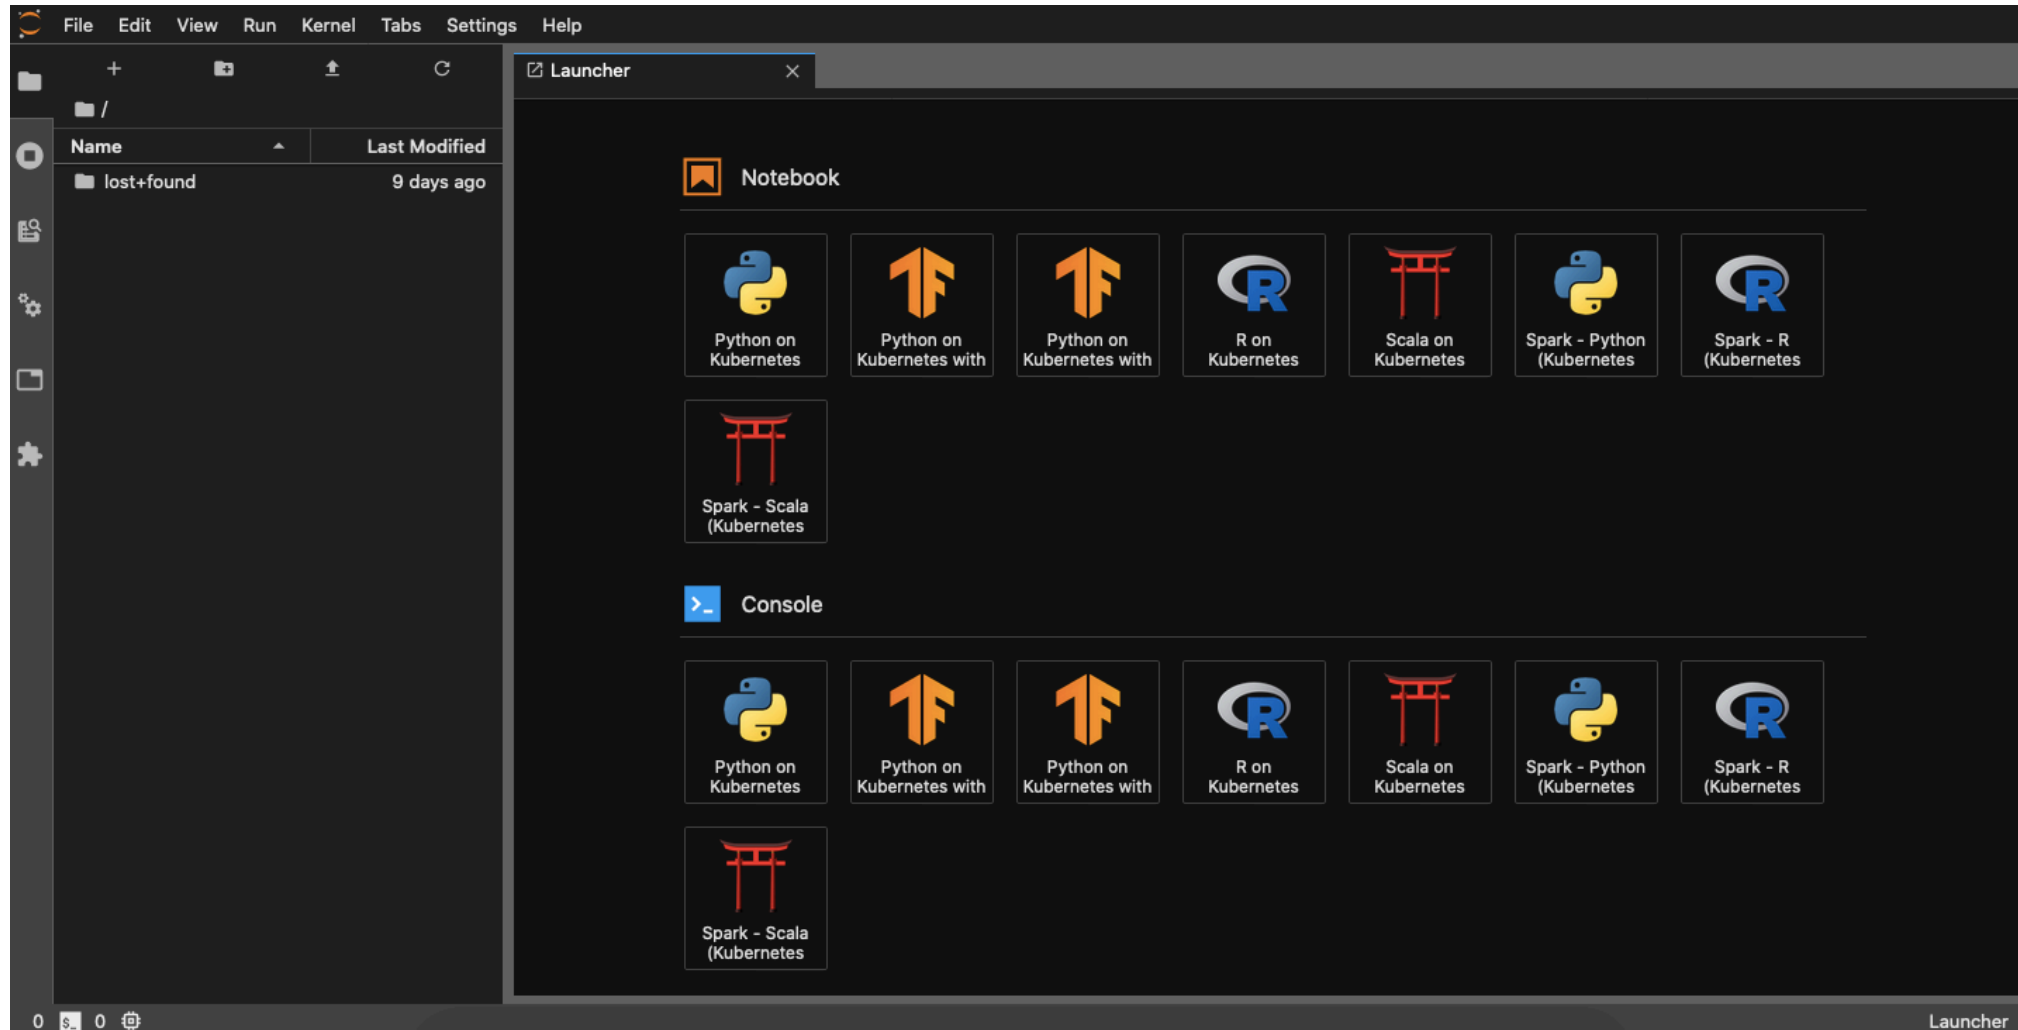 File Edit View Run Kernel Tabs Settings Help
Launcher
/
Name Last Modified
lost+found 9 days ago
Notebook
Python on Kubernetes
Python on Kubernetes with
Python on Kubernetes with
R on Kubernetes
Scala on Kubernetes
Spark - Python (Kubernetes
Spark - R (Kubernetes
Spark - Scala (Kubernetes
Console
Python on Kubernetes
Python on Kubernetes with
Python on Kubernetes with
R on Kubernetes
Scala on Kubernetes
Spark - Python (Kubernetes
Spark - R (Kubernetes
Spark - Scala (Kubernetes
0 $_ 0 Launcher